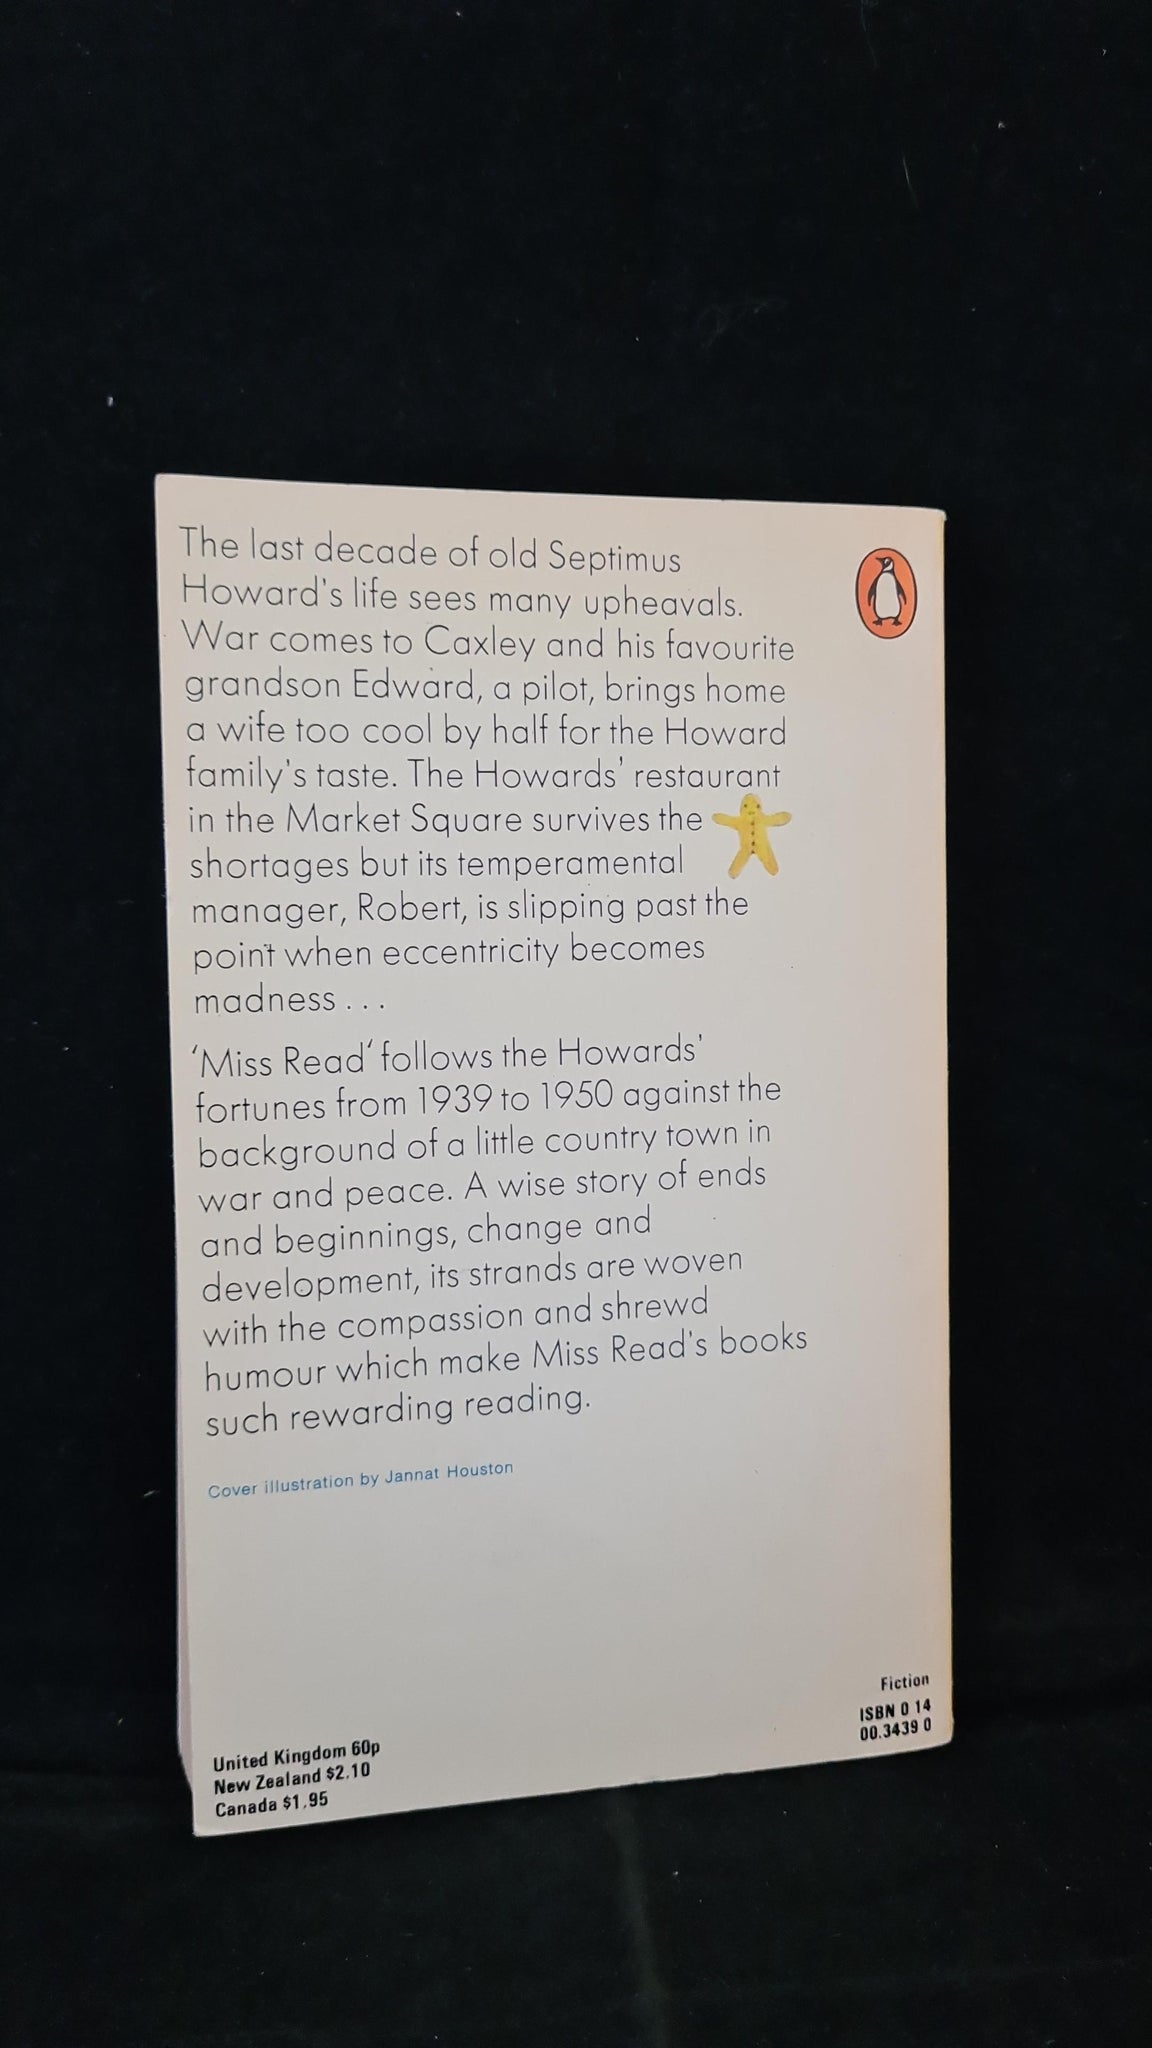 The last decade of old Septimus
Howard's life sees many upheavals.
War comes to Caxley and his favourite
grandson Edward, a pilot, brings home
a wife too cool by half for the Howard
family's taste. The Howards' restaurant
in the Market Square survives the
shortages but its temperamental
manager, Robert, is slipping past the
point when eccentricity becomes
madness . . .
'Miss Read' follows the Howards'
fortunes from 1939 to 1950 against the
background of a little country town in
war and peace. A wise story of ends
and beginnings, change and
development, its strands are woven
with the compassion and shrewd
humour which make Miss Read's books
such rewarding reading.
Cover illustration by Jannat Houston
United Kingdom 60p
New Zealand $2.10
Canada $1.95
Fiction
ISBN 0 14
00.3439 0